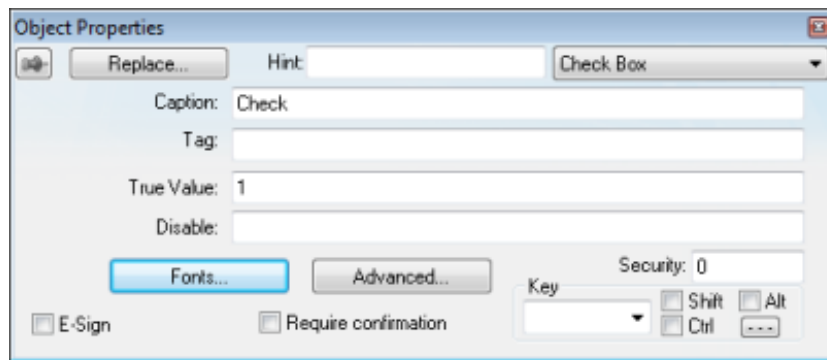 Object Properties
Replace... Hint: Check Box
Caption: Check
Tag:
True Value: 1
Disable:
Fonts... Advanced... Security: 0
Key
Shift Alt
E-Sign Require confirmation Ctrl ...